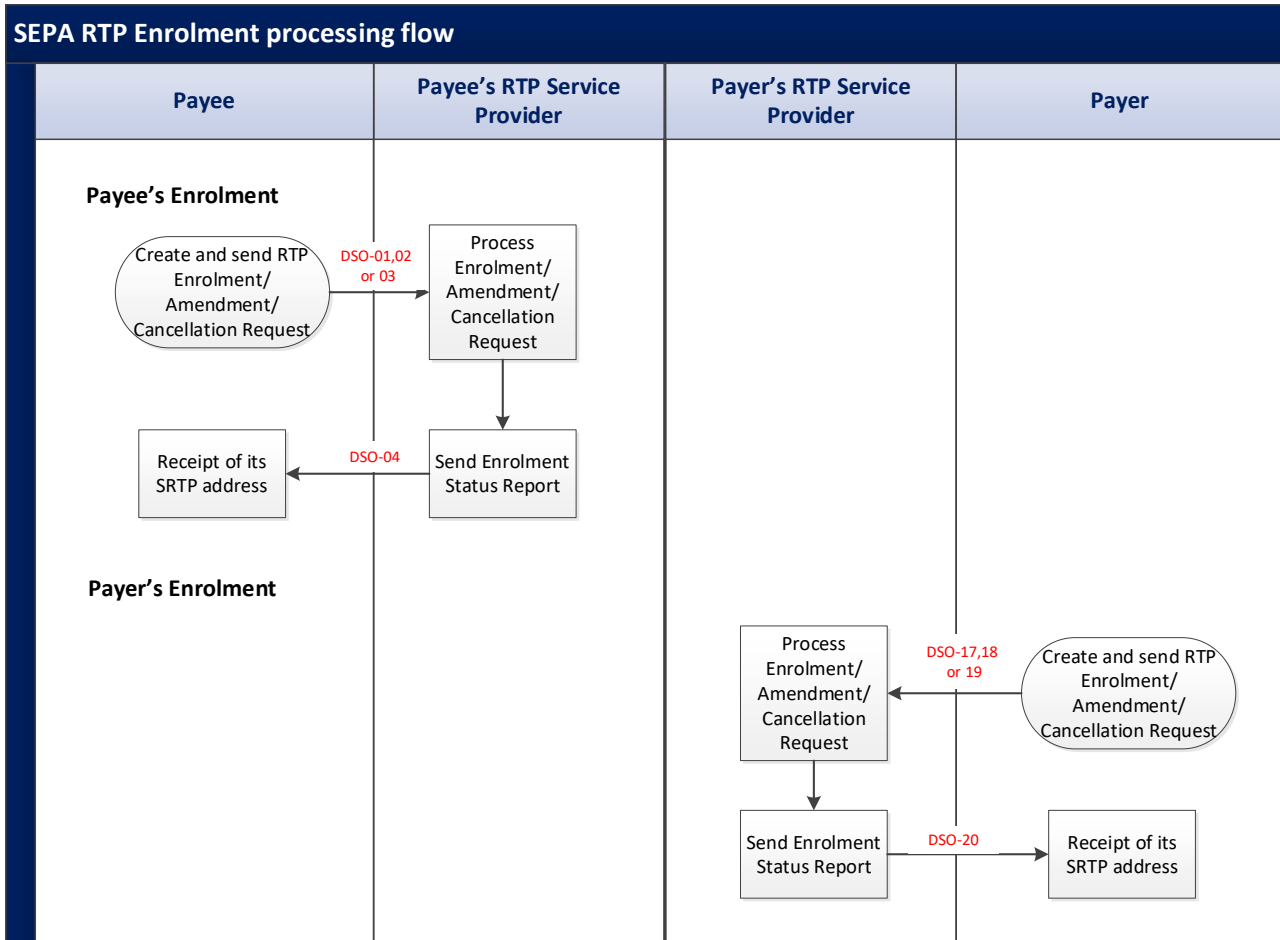 SEPA RTP Enrolment processing flow
Payee
Payee's RTP Service
Provider
Payer's RTP Service
Provider
Payer
Payee's Enrolment
Create and send RTP
Enrolment/
Amendment/
Cancellation Request
DSO-01,02
or 03
Process
Enrolment/
Amendment/
Cancellation
Request
Receipt of its
SRTP address
DSO-04
Send Enrolment
Status Report
Payer's Enrolment
Process
Enrolment/
Amendment/
Cancellation
Request
DSO-17,18
or 19
Create and send RTP
Enrolment/
Amendment/
Cancellation Request
Send Enrolment
Status Report
DSO-20
Receipt of its
SRTP address